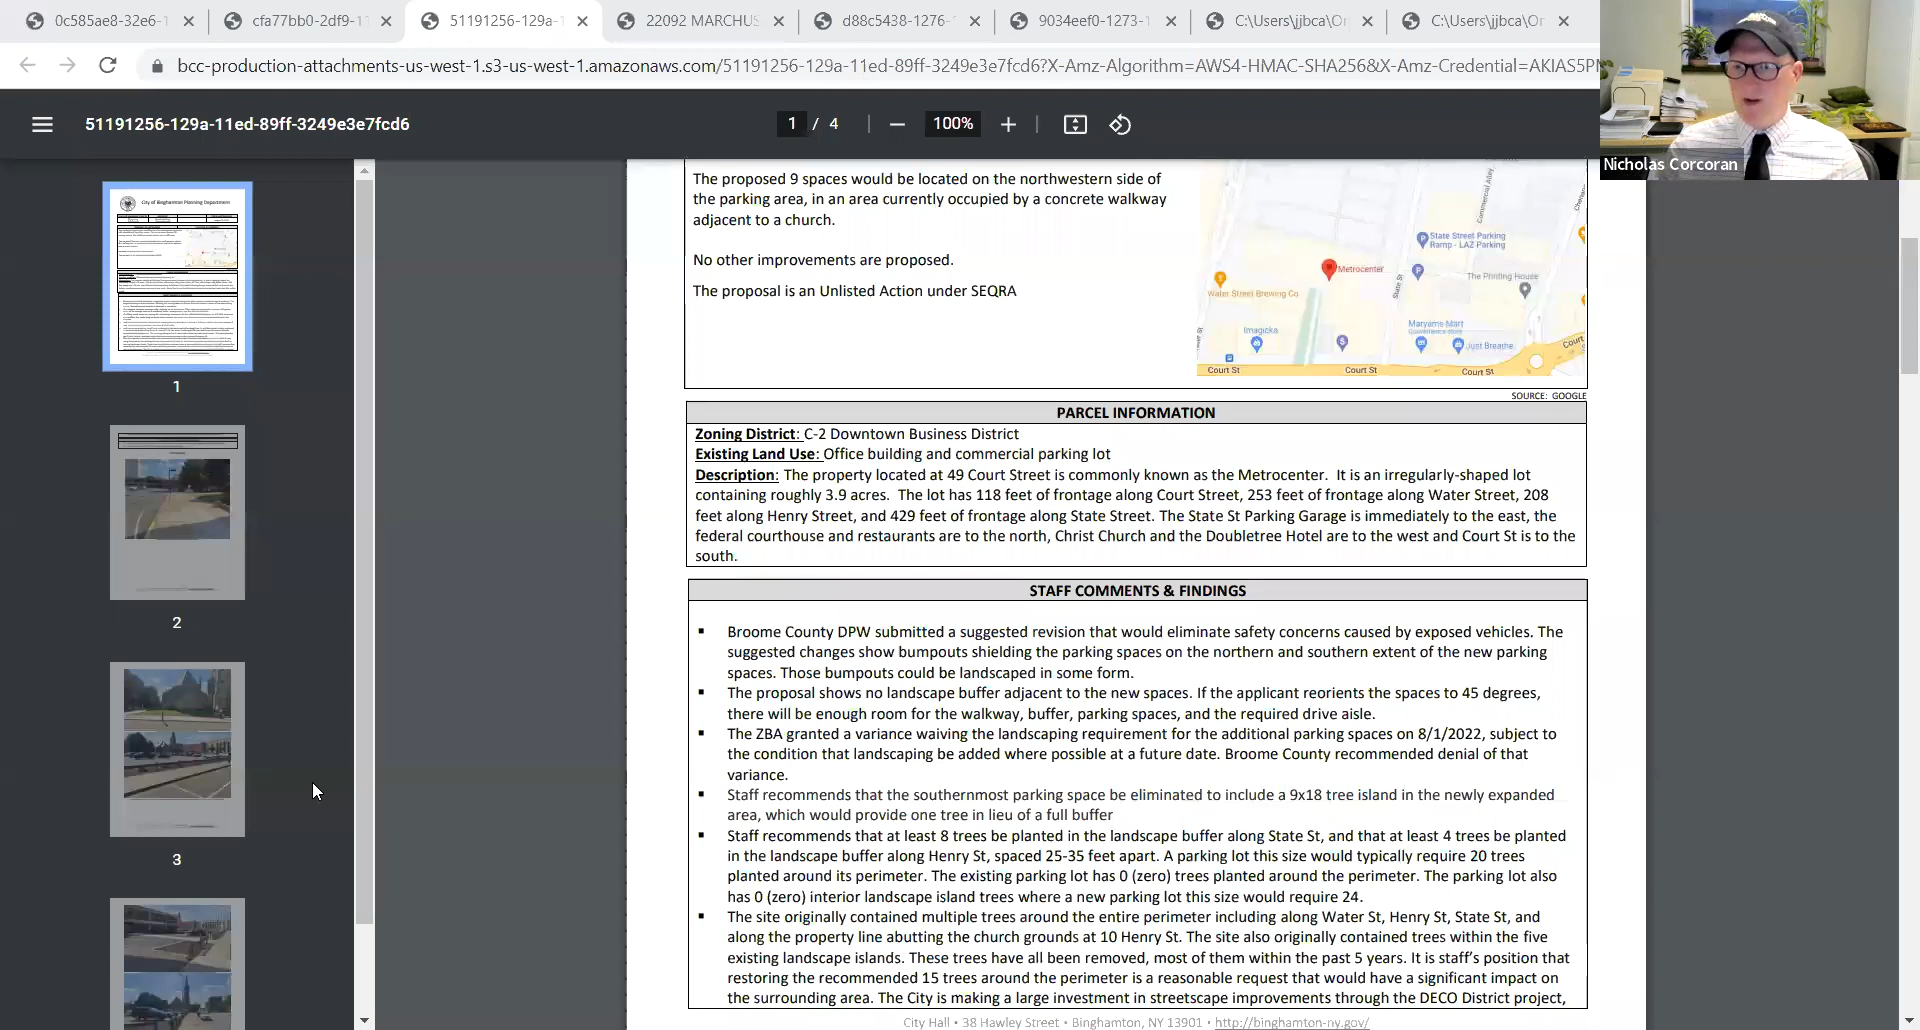 0c585ae8-32e6-1
cfa77bb0-2df9-11
51191256-129a-1
22092 MARCHUS
d88c5438-1276-1
9034eef0-1273-1
C:\Users\jjbca\Or
C:\Users\jjbca\Or
bcc-production-attachments-us-west-1.s3-us-west-1.amazonaws.com/51191256-129a-11ed-89ff-3249e3e7fcd6?X-Amz-Algorithm=AWS4-HMAC-SHA256&X-Amz-Credential=AKIAS5P
51191256-129a-11ed-89ff-3249e3e7fcd6
1 / 4
100%
Nicholas Corcoran
City of Binghamton Planning Department
1
2
3
The proposed 9 spaces would be located on the northwestern side of
the parking area, in an area currently occupied by a concrete walkway
adjacent to a church.
No other improvements are proposed.
The proposal is an Unlisted Action under SEQRA
Commercial Alley
State Street Parking
Ramp - LAZ Parking
Metrocenter
The Printing House
State St
Water Street Brewing Co
Imagicka
Maryams Mart
Convenience store
Just Breathe
Court
Court St
Court St
Court St
SOURCE: GOOGLE
PARCEL INFORMATION
Zoning District: C-2 Downtown Business District
Existing Land Use: Office building and commercial parking lot
Description: The property located at 49 Court Street is commonly known as the Metrocenter. It is an irregularly-shaped lot
containing roughly 3.9 acres. The lot has 118 feet of frontage along Court Street, 253 feet of frontage along Water Street, 208
feet along Henry Street, and 429 feet of frontage along State Street. The State St Parking Garage is immediately to the east, the
federal courthouse and restaurants are to the north, Christ Church and the Doubletree Hotel are to the west and Court St is to the
south.
STAFF COMMENTS & FINDINGS
▪ Broome County DPW submitted a suggested revision that would eliminate safety concerns caused by exposed vehicles. The
suggested changes show bumpouts shielding the parking spaces on the northern and southern extent of the new parking
spaces. Those bumpouts could be landscaped in some form.
▪ The proposal shows no landscape buffer adjacent to the new spaces. If the applicant reorients the spaces to 45 degrees,
there will be enough room for the walkway, buffer, parking spaces, and the required drive aisle.
▪ The ZBA granted a variance waiving the landscaping requirement for the additional parking spaces on 8/1/2022, subject to
the condition that landscaping be added where possible at a future date. Broome County recommended denial of that
variance.
▪ Staff recommends that the southernmost parking space be eliminated to include a 9x18 tree island in the newly expanded
area, which would provide one tree in lieu of a full buffer
▪ Staff recommends that at least 8 trees be planted in the landscape buffer along State St, and that at least 4 trees be planted
in the landscape buffer along Henry St, spaced 25-35 feet apart. A parking lot this size would typically require 20 trees
planted around its perimeter. The existing parking lot has 0 (zero) trees planted around the perimeter. The parking lot also
has 0 (zero) interior landscape island trees where a new parking lot this size would require 24.
▪ The site originally contained multiple trees around the entire perimeter including along Water St, Henry St, State St, and
along the property line abutting the church grounds at 10 Henry St. The site also originally contained trees within the five
existing landscape islands. These trees have all been removed, most of them within the past 5 years. It is staff's position that
restoring the recommended 15 trees around the perimeter is a reasonable request that would have a significant impact on
the surrounding area. The City is making a large investment in streetscape improvements through the DECO District project,
City Hall • 38 Hawley Street • Binghamton, NY 13901 • http://binghamton-ny.gov/